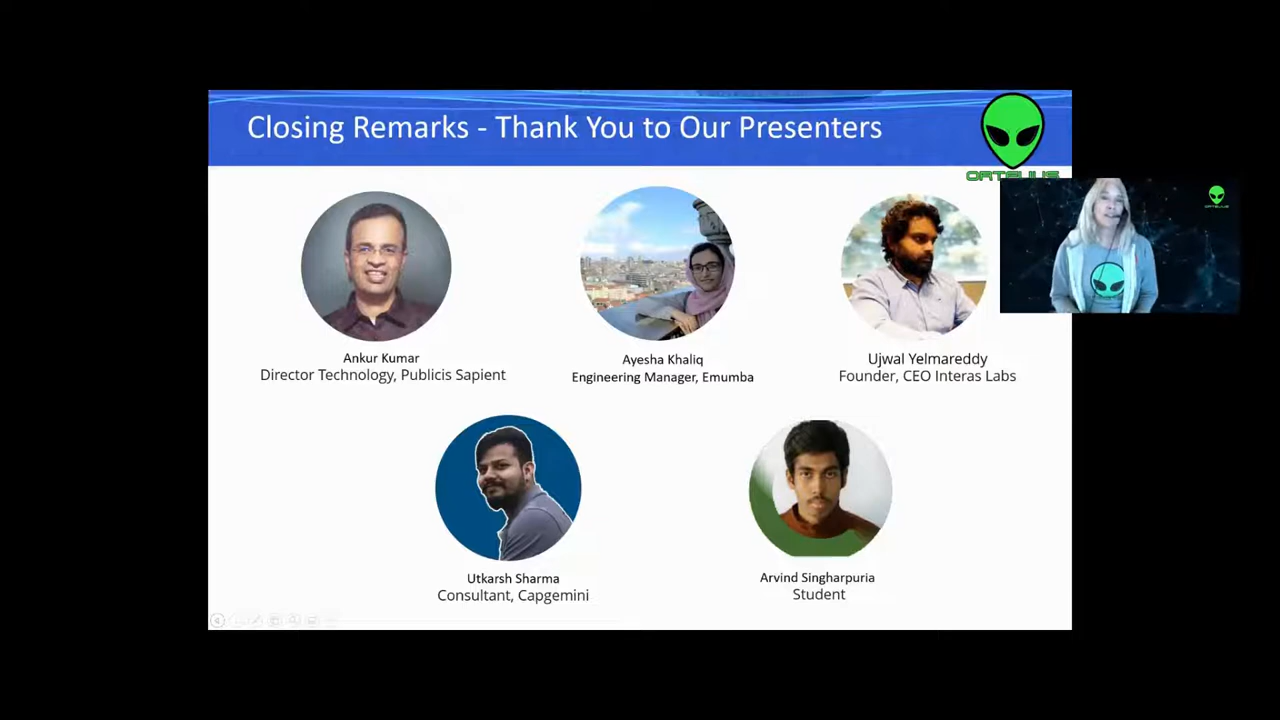 Closing Remarks - Thank You to Our Presenters
ORTELIUS
Ankur Kumar
Director Technology, Publicis Sapient
Ayesha Khaliq
Engineering Manager, Emumba
Ujwal Yelmareddy
Founder, CEO Interas Labs
Utkarsh Sharma
Consultant, Capgemini
Arvind Singharpuria
Student